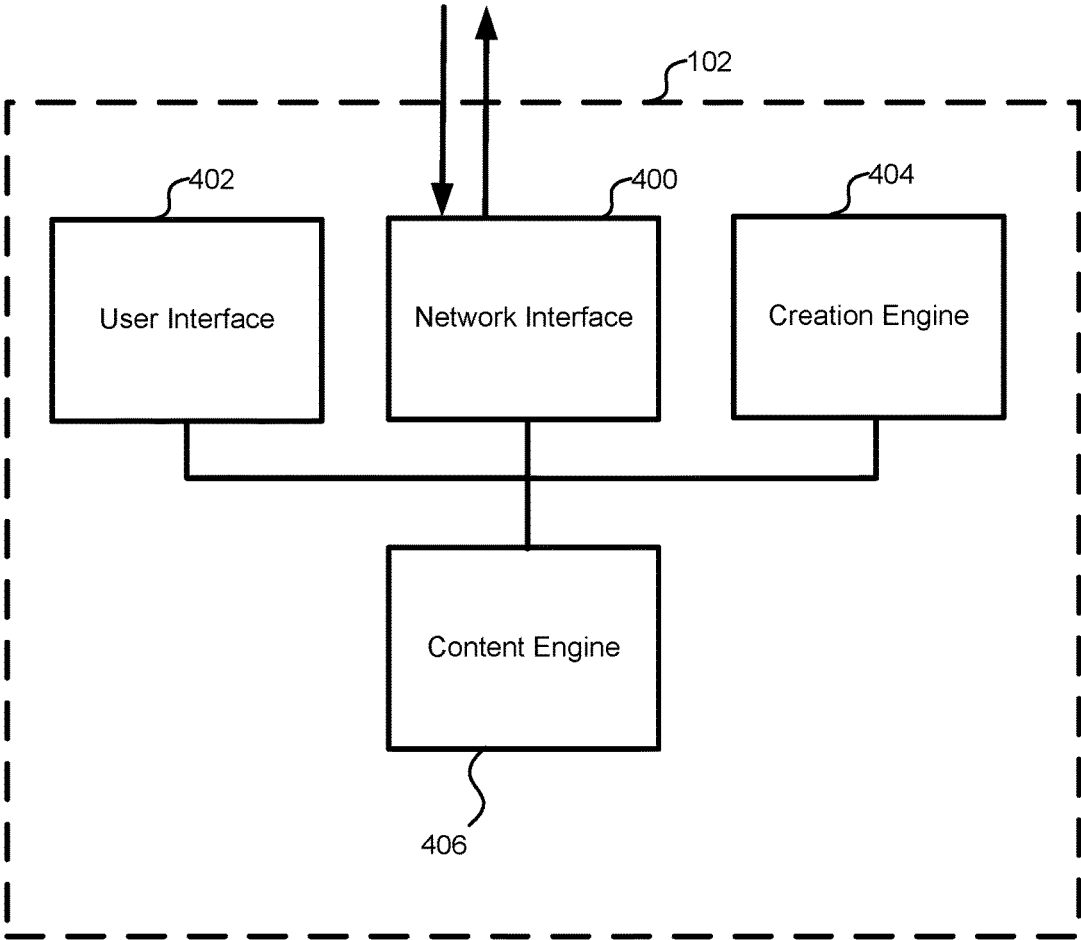 102
402
400
404
User Interface
Network Interface
Creation Engine
Content Engine
406